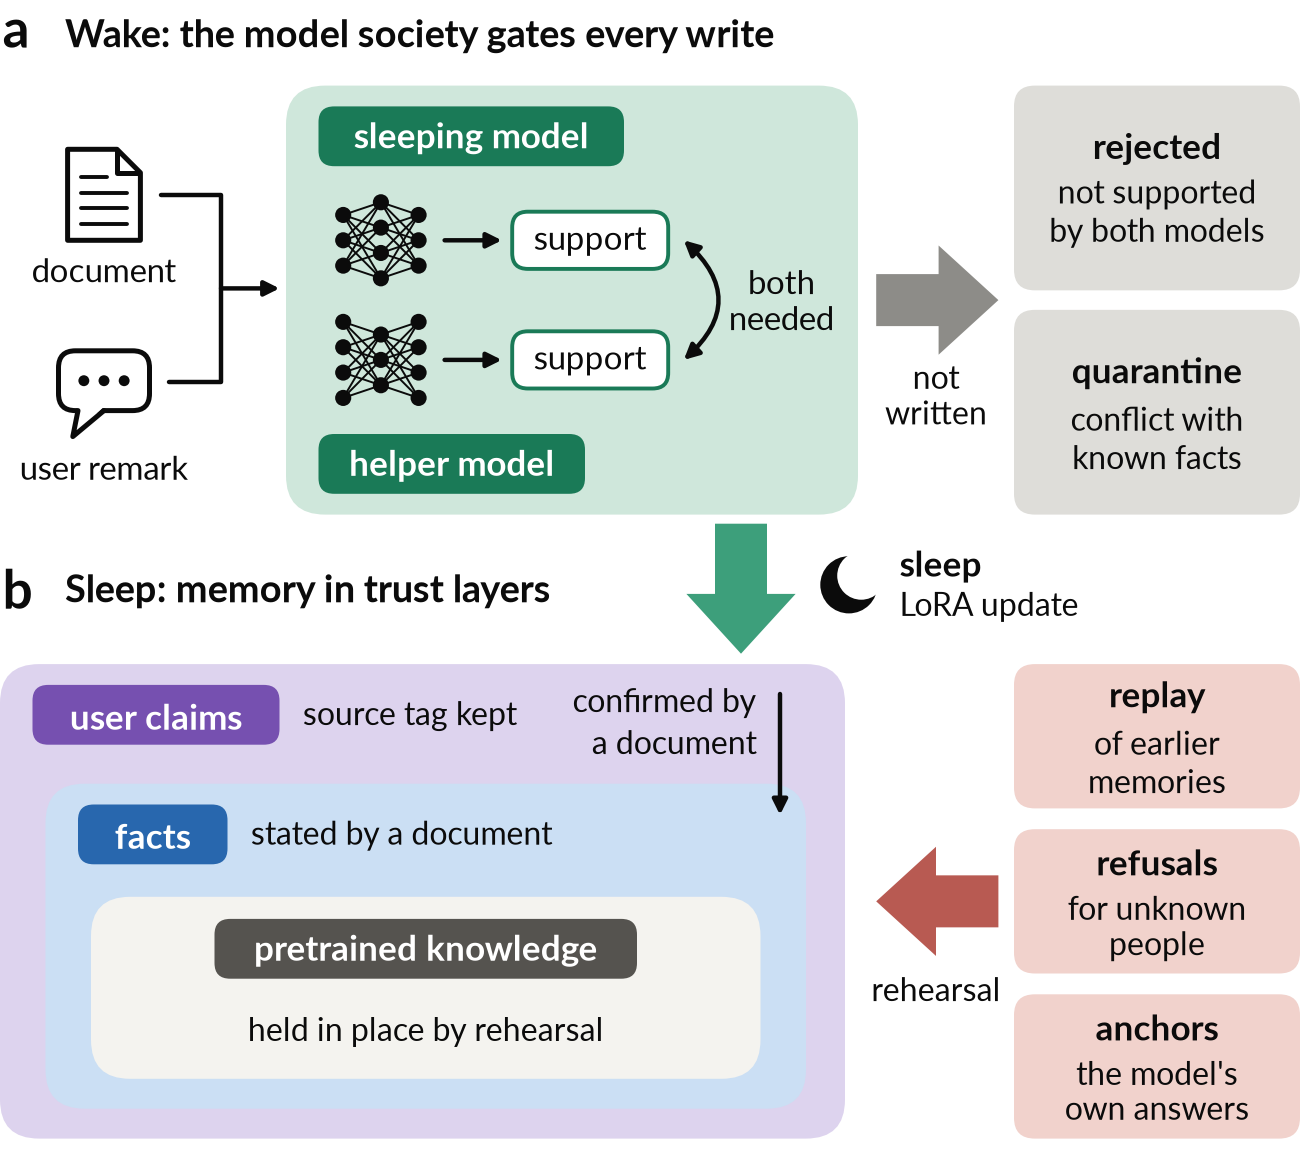 a Wake: the model society gates every write
document
user remark
sleeping model
support
support
both
needed
helper model
not
written
rejected
not supported
by both models
quarantine
conflict with
known facts
b Sleep: memory in trust layers
sleep
LoRA update
user claims source tag kept
confirmed by
a document
facts stated by a document
pretrained knowledge
held in place by rehearsal
rehearsal
replay
of earlier
memories
refusals
for unknown
people
anchors
the model's
own answers